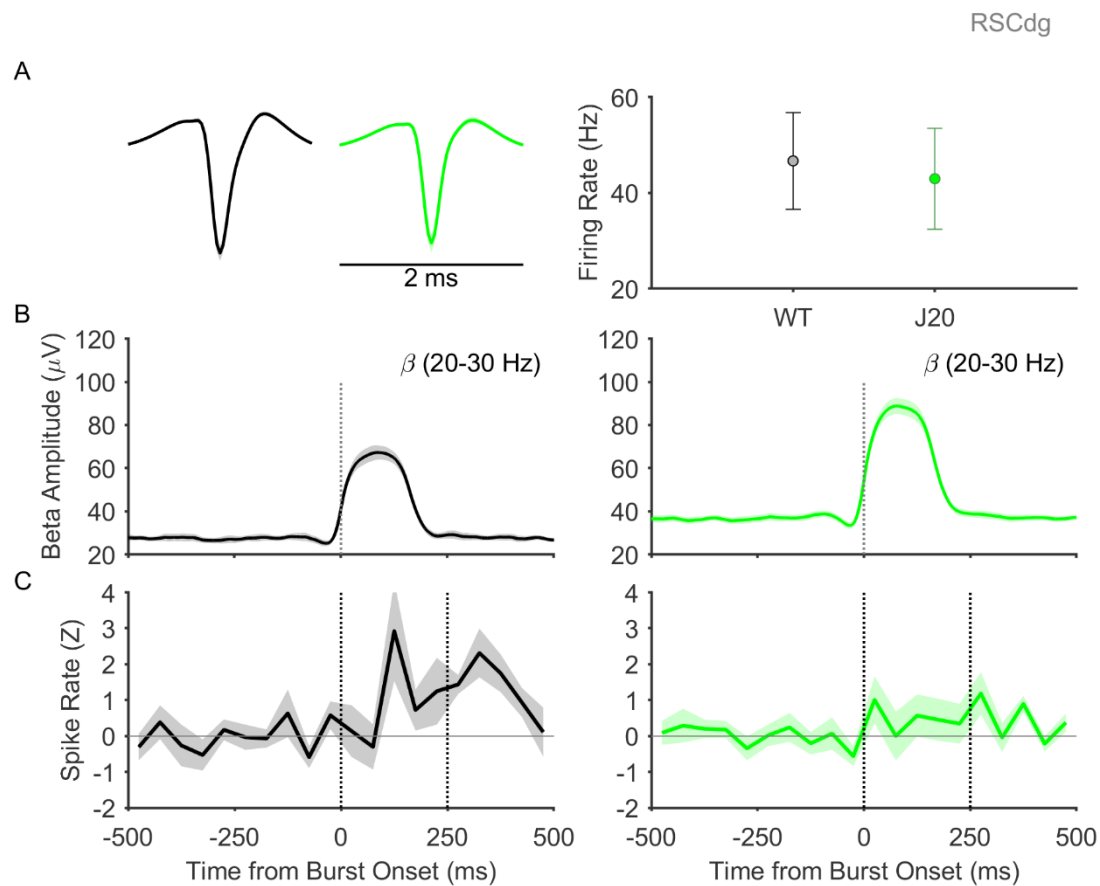 RSCdg
A
2 ms
Firing Rate (Hz)
60
40
20
WT
J20
B
Beta Amplitude (μV)
120
100
80
60
40
20
β (20-30 Hz)
120
100
80
60
40
20
β (20-30 Hz)
C
Spike Rate (Z)
4
3
2
1
0
-1
-2
-500
-250
0
250
500
Time from Burst Onset (ms)
4
3
2
1
0
-1
-2
-500
-250
0
250
500
Time from Burst Onset (ms)